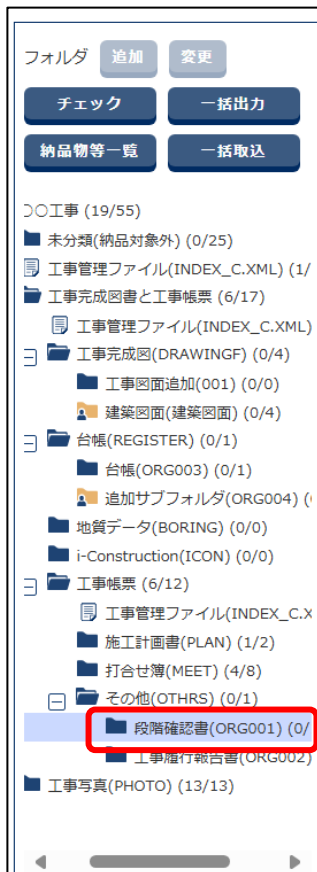 フォルダ 追加 変更
チェック 一括出力
納品物等一覧 一括取込
〇工事 (19/55)
未分類(納品対象外) (0/25)
工事管理ファイル(INDEX_C.XML) (1/
工事完成図書と工事帳票 (6/17)
工事管理ファイル(INDEX_C.XML)
工事完成図(DRAWINGF) (0/4)
工事図面追加(001) (0/0)
建築図面(建築図面) (0/4)
台帳(REGISTER) (0/1)
台帳(ORG003) (0/1)
追加サブフォルダ(ORG004) (
地質データ(BORING) (0/0)
i-Construction(ICON) (0/0)
工事帳票 (6/12)
工事管理ファイル(INDEX_C.X
施工計画書(PLAN) (1/2)
打合せ簿(MEET) (4/8)
その他(OTHRS) (0/1)
段階確認書(ORG001) (0/
工事履行報告書(ORG002)
工事写真(PHOTO) (13/13)